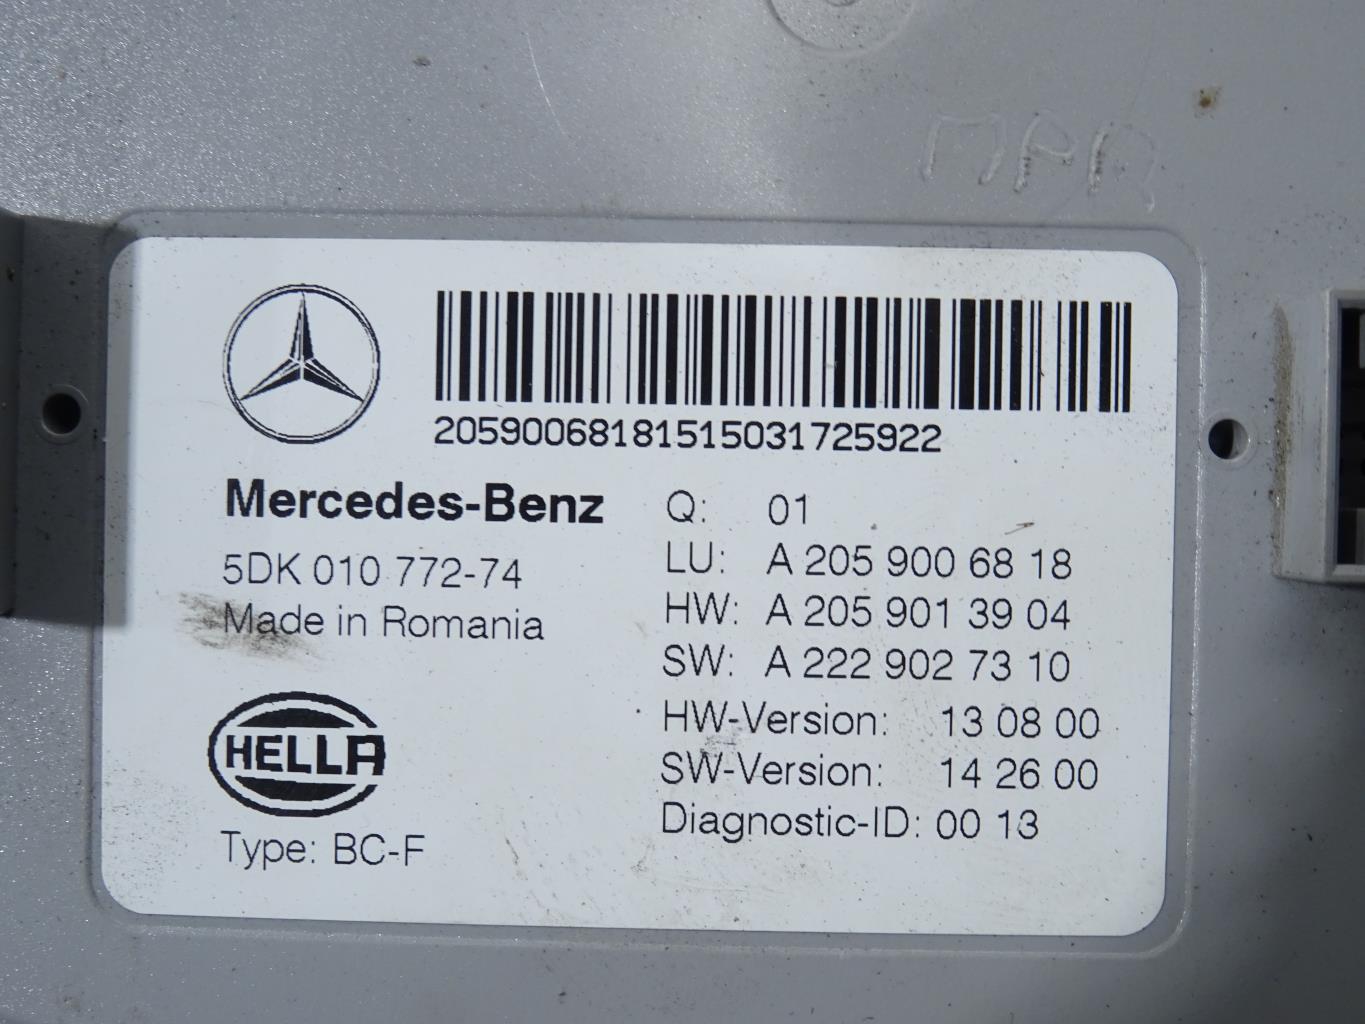 MAR
20590068181515031725922
Mercedes-Benz
5DK 010 772-74
Made in Romania
HELLA
Type: BC-F
Q: 01
LU: A 205 900 68 18
HW: A 205 901 39 04
SW: A 222 902 73 10
HW-Version: 13 08 00
SW-Version: 14 26 00
Diagnostic-ID: 00 13